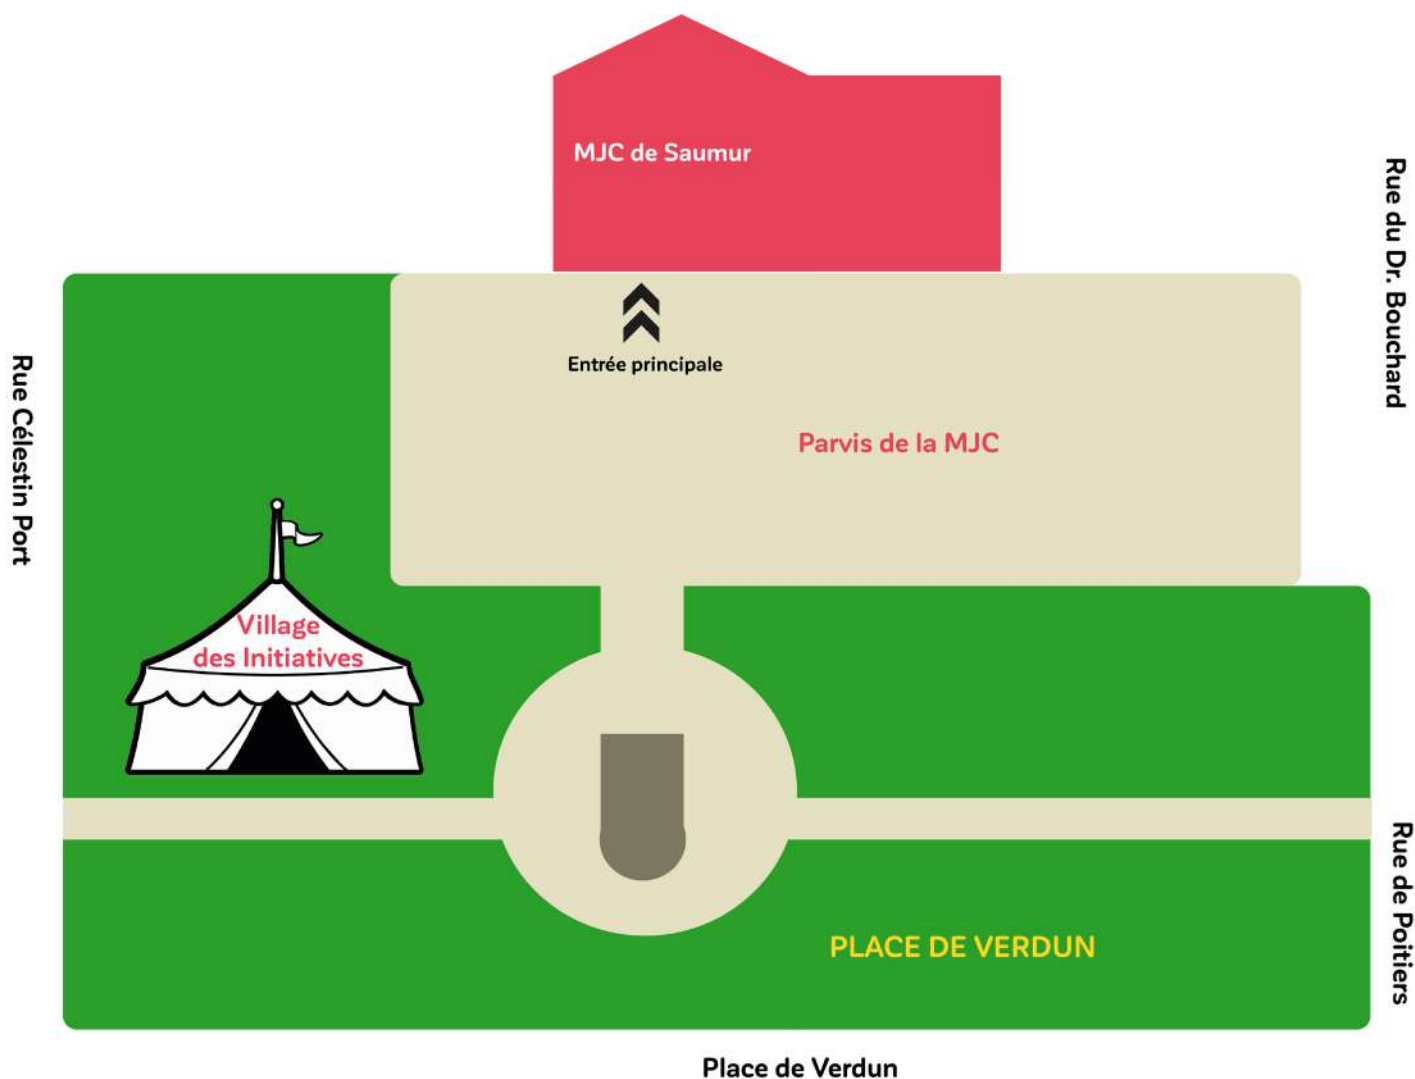 MJC de Saumur
Rue du Dr. Bouchard
Entrée principale
Rue Célestin Port
Parvis de la MJC
Village
des Initiatives
Rue de Poitiers
PLACE DE VERDUN
Place de Verdun